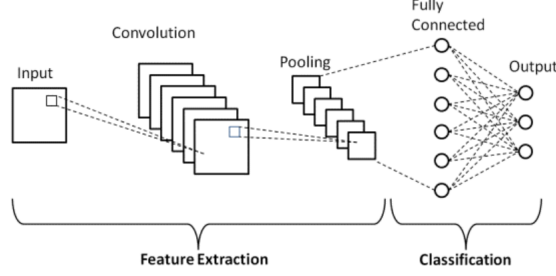 Fully
Connected
Convolution
Pooling
Input
Output
Feature Extraction
Classification